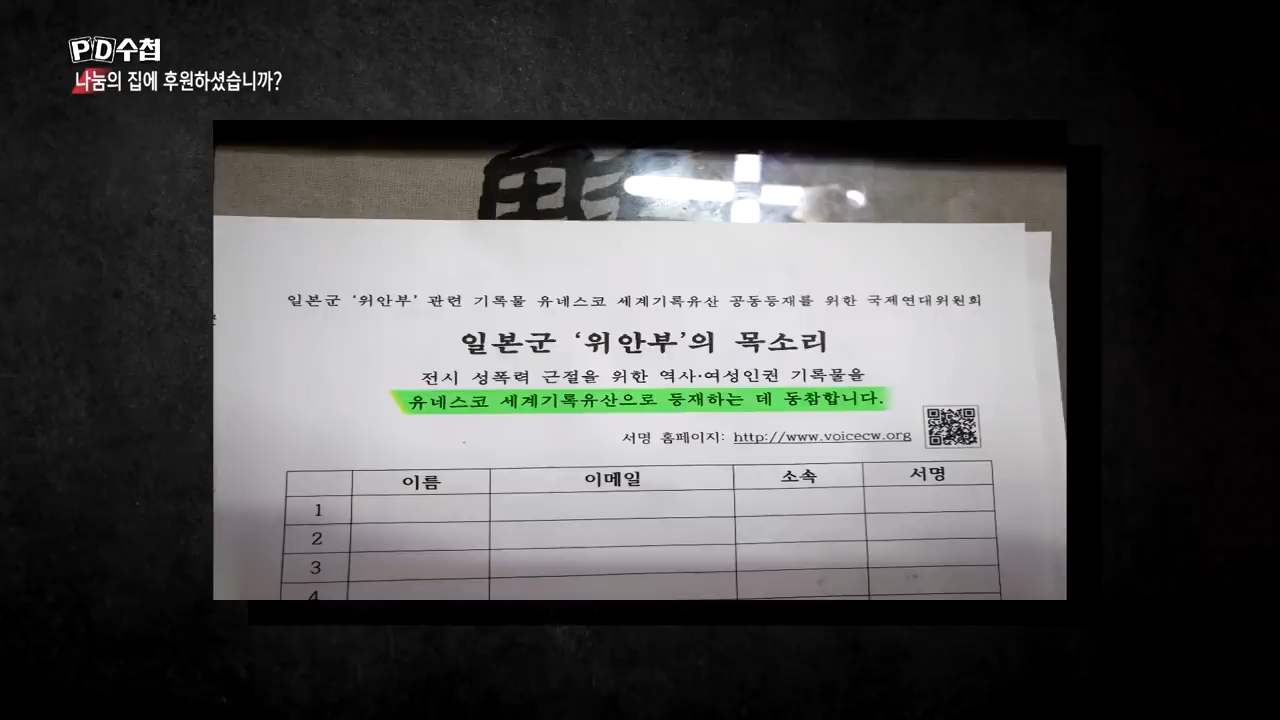 PD수첩
나눔의 집에 후원하셨습니까?
일본군 '위안부' 관련 기록물 유네스코 세계기록유산 공동등재를 위한 국제연대위원회
일본군 '위안부'의 목소리
전시 성폭력 근절을 위한 역사·여성인권 기록물을
유네스코 세계기록유산으로 등재하는 데 동참합니다.
서명 홈페이지: http://www.voicecw.org
이름 이메일 소속 서명
1
2
3
4